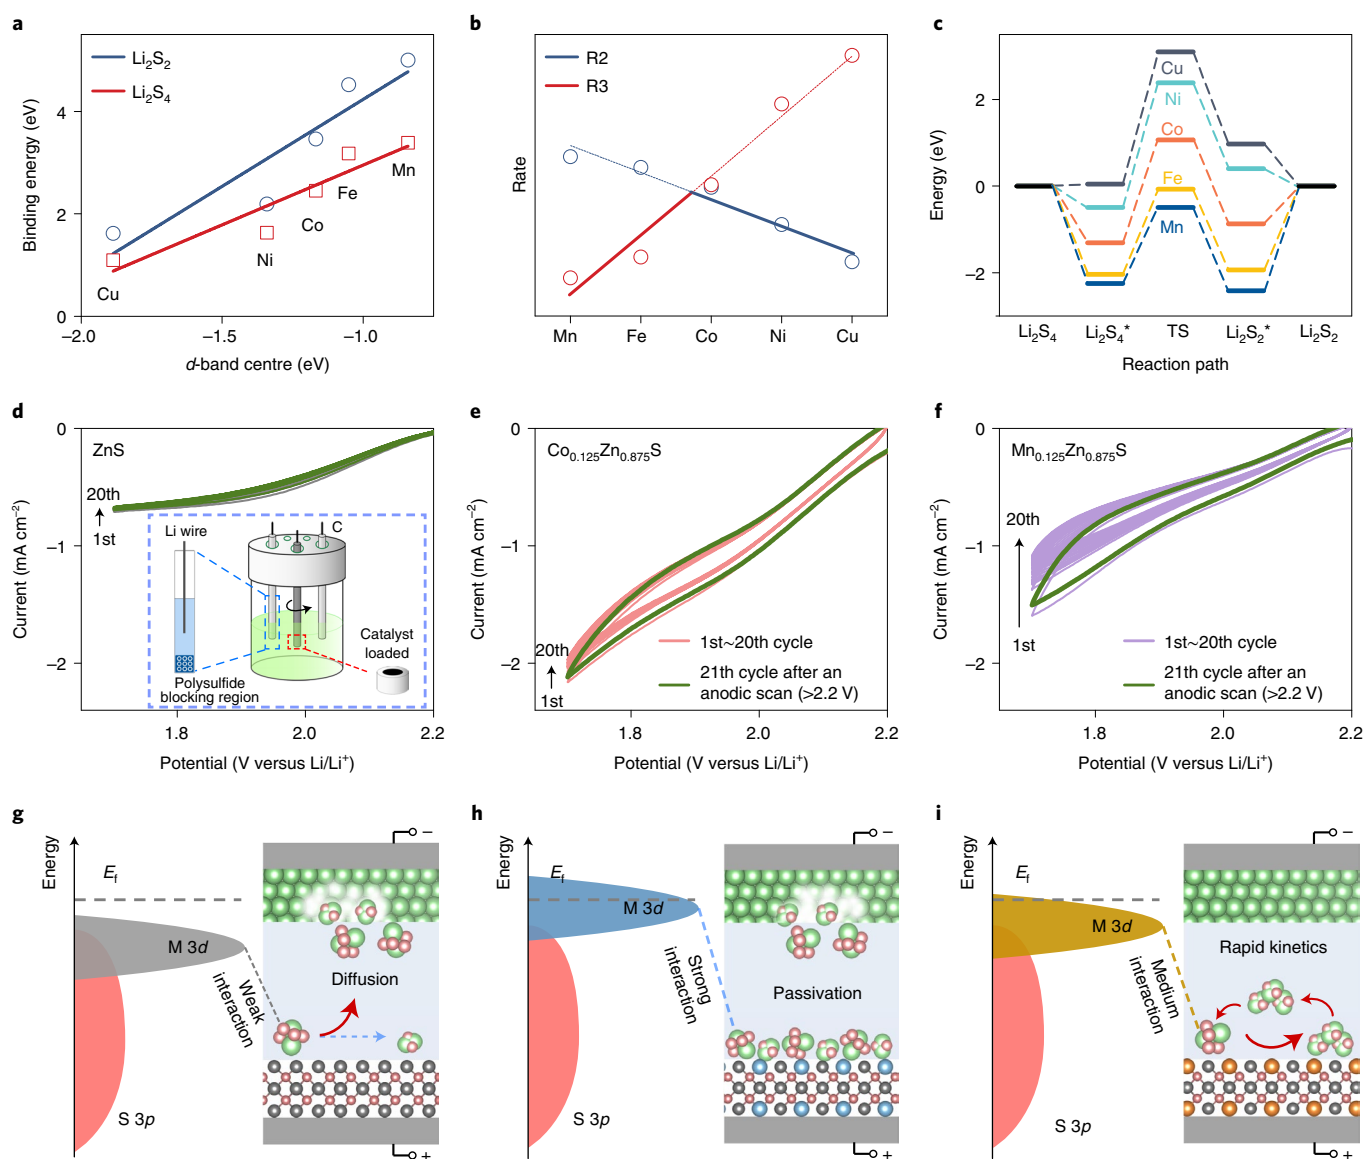 a
Li₂S₂
Li₂S₄
Binding energy (eV)
4
2
0
Cu
Ni
Co
Fe
Mn
−2.0
−1.5
−1.0
d-band centre (eV)
b
R2
R3
Rate
Mn
Fe
Co
Ni
Cu
c
Energy (eV)
2
0
−2
Cu
Ni
Co
Fe
Mn
Li₂S₄
Li₂S₄*
TS
Li₂S₂*
Li₂S₂
Reaction path
d
ZnS
Current (mA cm⁻²)
0
−1
−2
20th
1st
Li wire
C
Catalyst
loaded
Polysulfide
blocking region
1.8
2.0
2.2
Potential (V versus Li/Li⁺)
e
Co₀.₁₂₅Zn₀.₈₇₅S
Current (mA cm⁻²)
0
−1
−2
20th
1st
1st~20th cycle
21th cycle after an
anodic scan (>2.2 V)
1.8
2.0
2.2
Potential (V versus Li/Li⁺)
f
Mn₀.₁₂₅Zn₀.₈₇₅S
Current (mA cm⁻²)
0
−1
−2
20th
1st
1st~20th cycle
21th cycle after an
anodic scan (>2.2 V)
1.8
2.0
2.2
Potential (V versus Li/Li⁺)
g
Energy
E_f
M 3d
S 3p
Weak
interaction
Diffusion
−
+
h
Energy
E_f
M 3d
S 3p
Strong
interaction
Passivation
−
+
i
Energy
E_f
M 3d
S 3p
Medium
interaction
Rapid kinetics
−
+